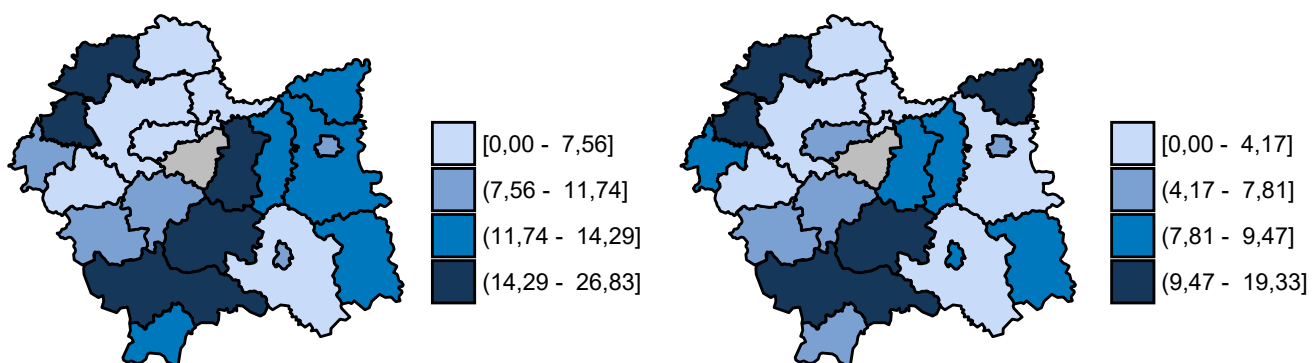 [0,00 - 7,56]
(7,56 - 11,74]
(11,74 - 14,29]
(14,29 - 26,83]
[0,00 - 4,17]
(4,17 - 7,81]
(7,81 - 9,47]
(9,47 - 19,33]